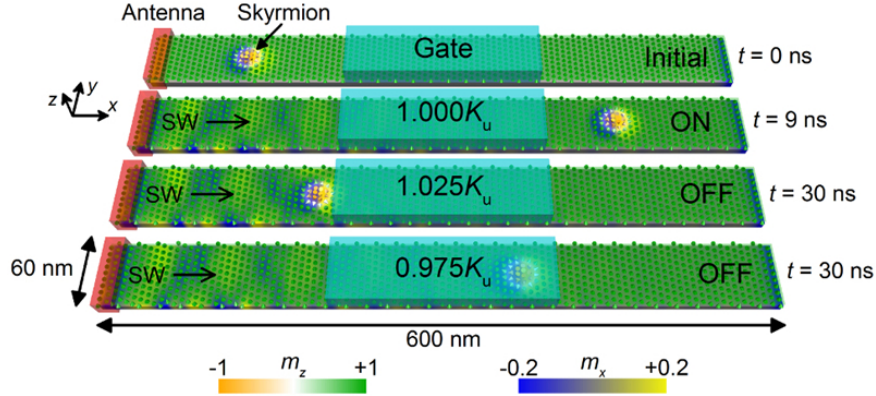 Antenna Skyrmion
Gate Initial t = 0 ns
z y x
SW 1.000Ku ON t = 9 ns
SW 1.025Ku OFF t = 30 ns
60 nm SW 0.975Ku OFF t = 30 ns
600 nm
-1 mz +1 -0.2 mx +0.2